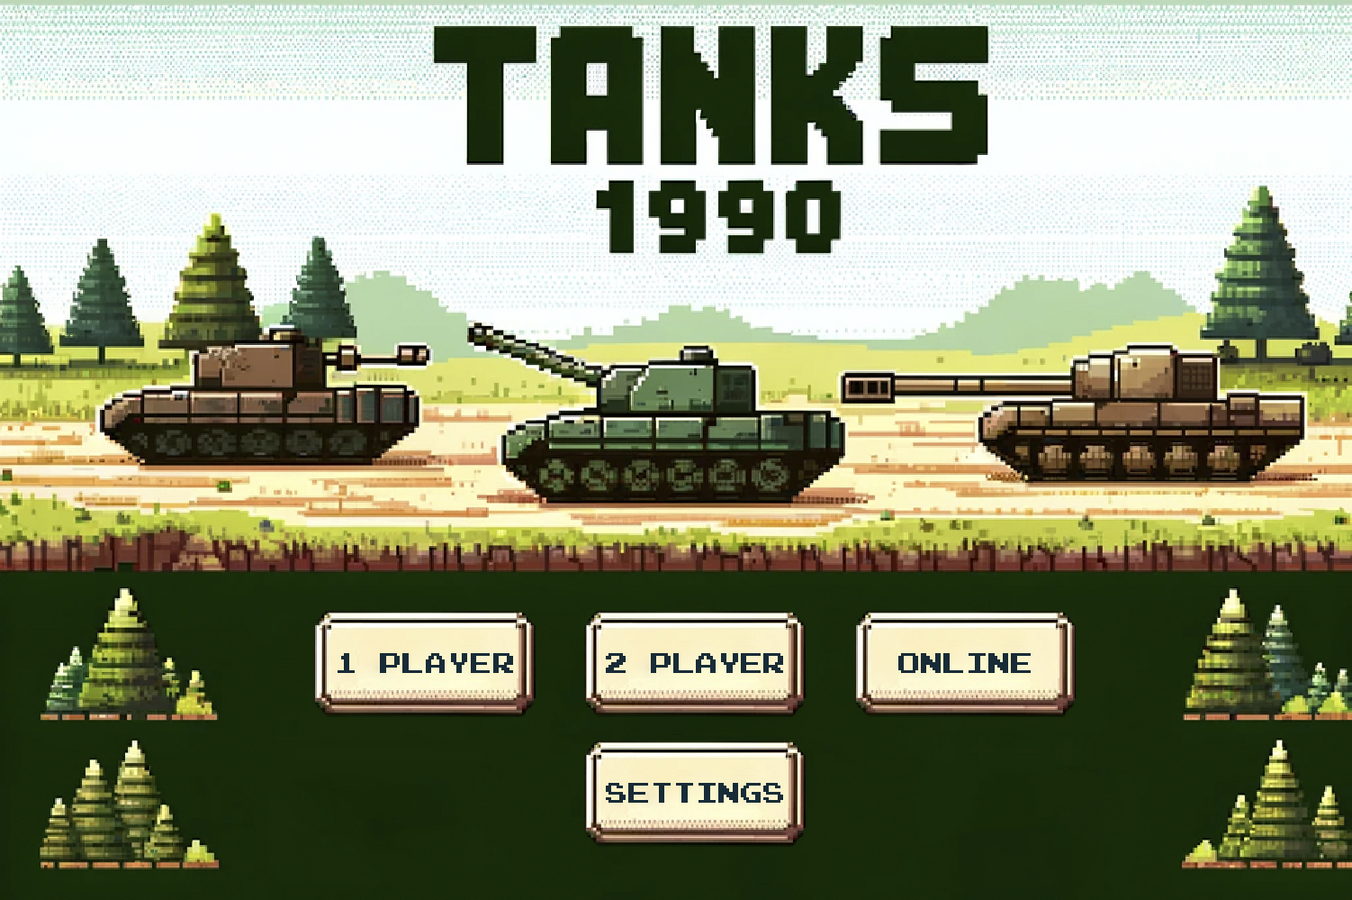 TANKS
1990
1 PLAYER
2 PLAYER
ONLINE
SETTINGS